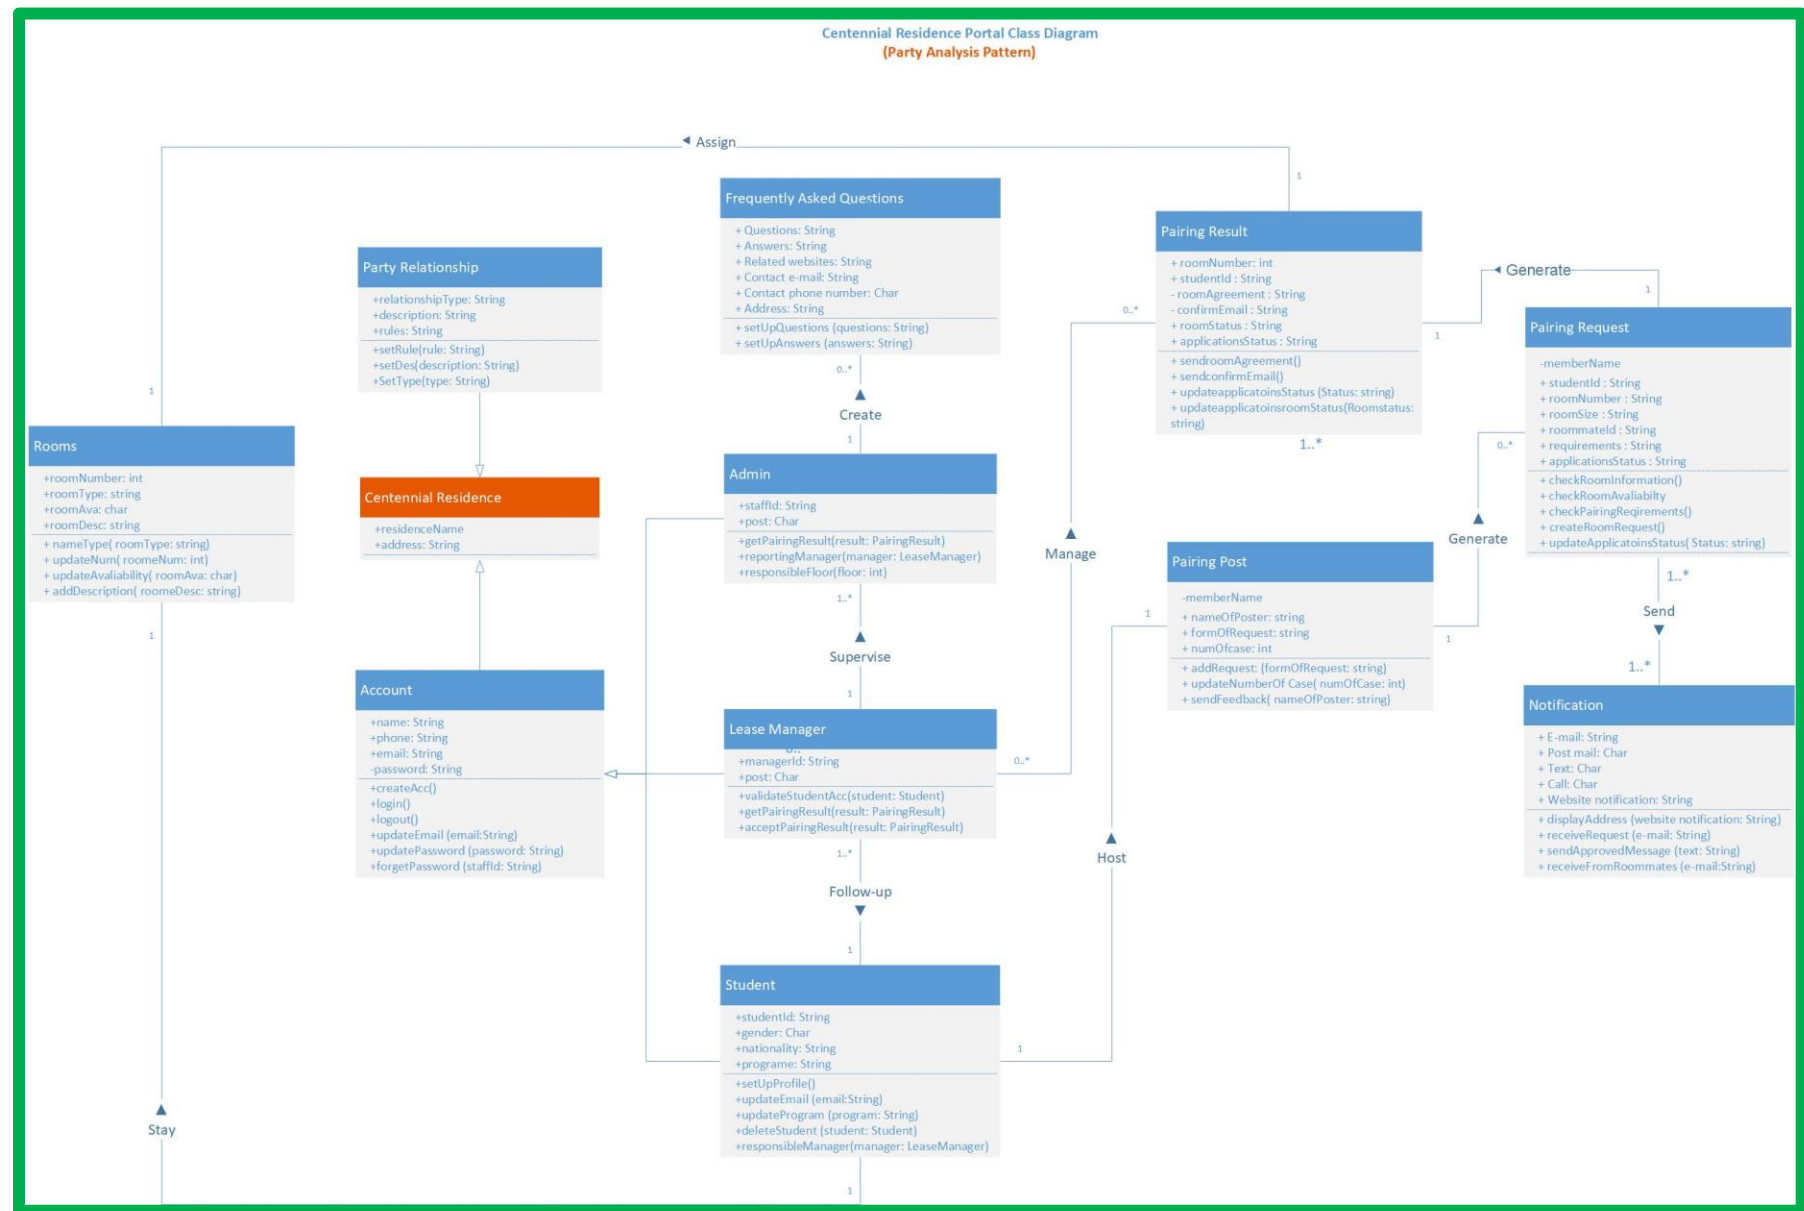 Centennial Residence Portal Class Diagram
(Party Analysis Pattern)
Assign
1
Frequently Asked Questions
+ Questions: String
+ Answers: String
+ Related websites: String
+ Contact e-mail: String
+ Contact phone number: Char
+ Address: String
+ setUpQuestions (questions: String)
+ setUpAnswers (answers: String)
0..*
Create
1
Pairing Result
+ roomNumber: int
+ studentId : String
- roomAgreement : String
- confirmEmail : String
+ roomStatus : String
+ applicationsStatus : String
+ sendroomAgreement()
+ sendconfirmEmail()
+ updateapplicatoinsStatus (Status: string)
+ updateapplicatoinsroomStatus(Roomstatus:
string)
1..*
0..*
1
Generate
1
Pairing Request
-memberName
+ studentId : String
+ roomNumber : String
+ roomSize : String
+ roommateId : String
+ requirements : String
+ applicationsStatus : String
+ checkRoomInformation()
+ checkRoomAvaliabilty
+ checkPairingReqirements()
+ createRoomRequest()
+ updateApplicatoinsStatus( Status: string)
0..*
1..*
Send
1..*
Party Relationship
+relationshipType: String
+description: String
+rules: String
+setRule(rule: String)
+setDes(description: String)
+SetType(type: String)
Centennial Residence
+residenceName
+address: String
1
Rooms
+roomNumber: int
+roomType: string
+roomAva: char
+roomDesc: string
+ nameType( roomType: string)
+ updateNum( roomeNum: int)
+ updateAvaliability( roomAva: char)
+ addDescription( roomeDesc: string)
1
Admin
+staffId: String
+post: Char
+getPairingResult(result: PairingResult)
+reportingManager(manager: LeaseManager)
+responsibleFloor(floor: int)
1..*
Supervise
1
Manage
Generate
Pairing Post
-memberName
+ nameOfPoster: string
+ formOfRequest: string
+ numOfcase: int
+ addRequest: (formOfRequest: string)
+ updateNumberOf Case( numOfCase: int)
+ sendFeedback( nameOfPoster: string)
1
1
Account
+name: String
+phone: String
+email: String
-password: String
+createAcc()
+login()
+logout()
+updateEmail (email:String)
+updatePassword (password: String)
+forgetPassword (staffId: String)
Lease Manager
0..
+managerId: String
+post: Char
+validateStudentAcc(student: Student)
+getPairingResult(result: PairingResult)
+acceptPairingResult(result: PairingResult)
0..*
1..*
Follow-up
1
Host
Notification
+ E-mail: String
+ Post mail: Char
+ Text: Char
+ Call: Char
+ Website notification: String
+ displayAddress (website notification: String)
+ receiveRequest (e-mail: String)
+ sendApprovedMessage (text: String)
+ receiveFromRoommates (e-mail:String)
Student
+studentId: String
+gender: Char
+nationality: String
+programe: String
+setUpProfile()
+updateEmail (email:String)
+updateProgram (program: String)
+deleteStudent (student: Student)
+responsibleManager(manager: LeaseManager)
1
Stay
1